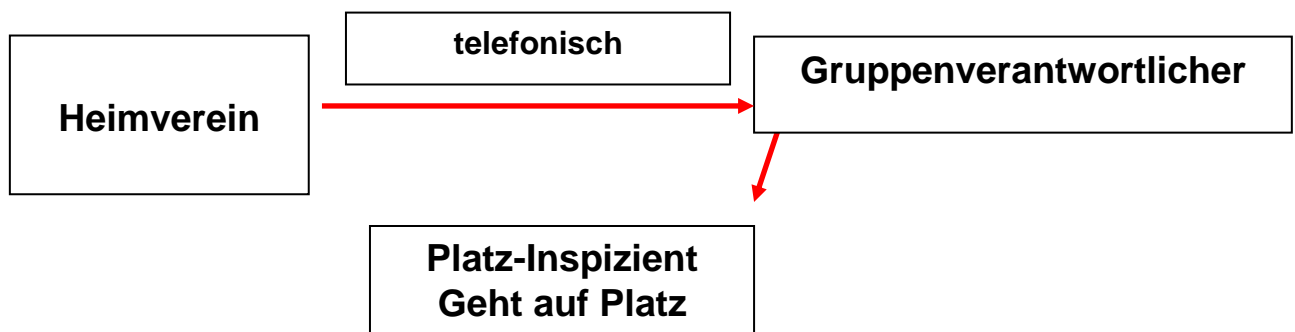 telefonisch
Heimverein
Gruppenverantwortlicher
Platz-Inspizient
Geht auf Platz